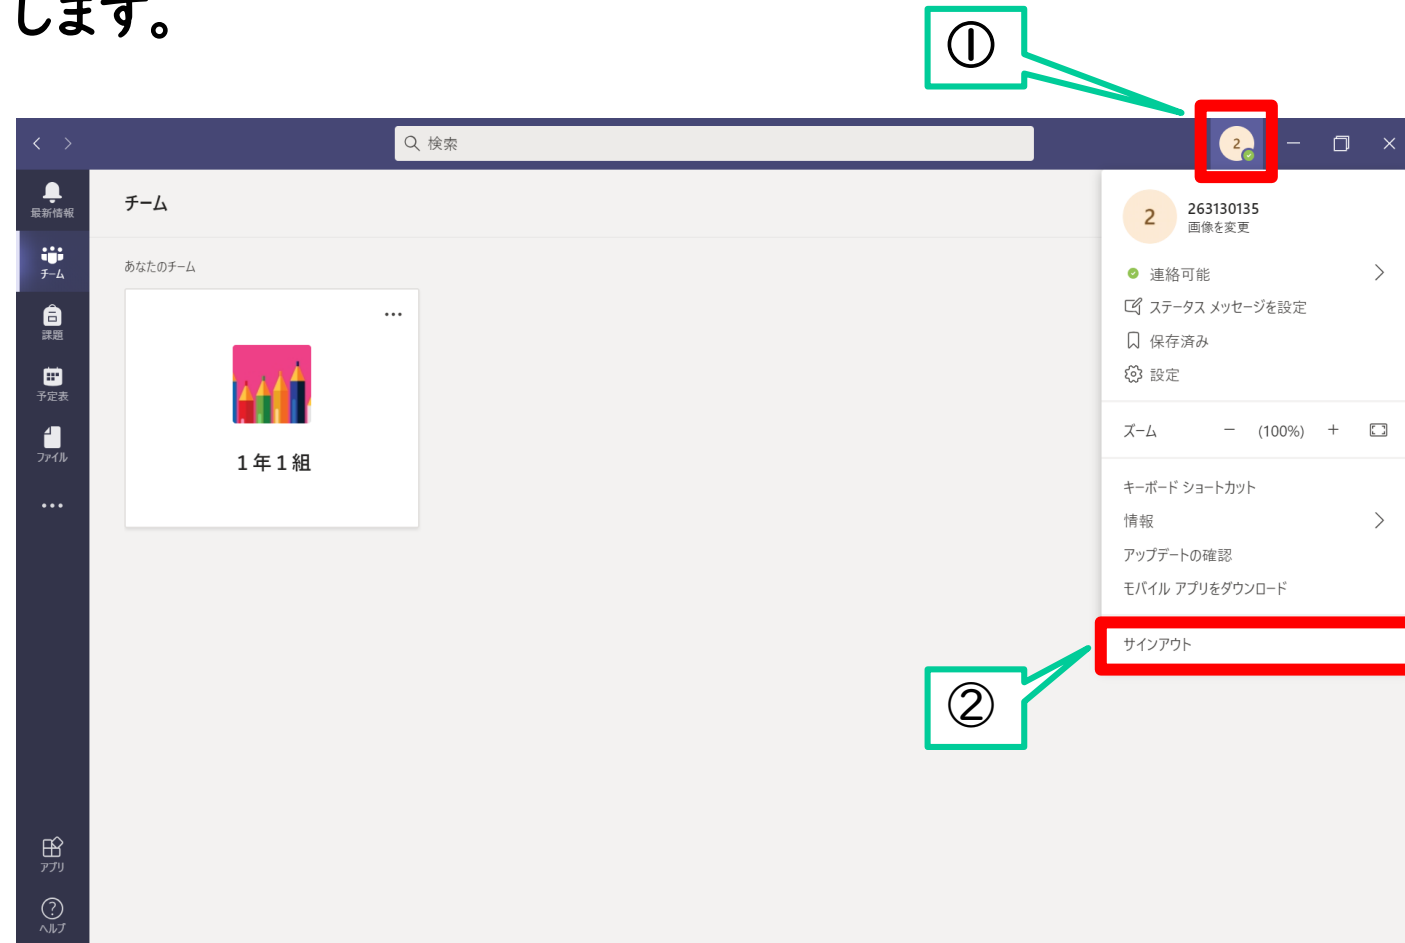 します。
①
検索
2
最新情報
チーム
課題
予定表
ファイル
アプリ
ヘルプ
チーム
あなたのチーム
1年1組
2
263130135
画像を変更
連絡可能
ステータス メッセージを設定
保存済み
設定
ズーム - (100%) +
キーボード ショートカット
情報
アップデートの確認
モバイル アプリをダウンロード
サインアウト
②